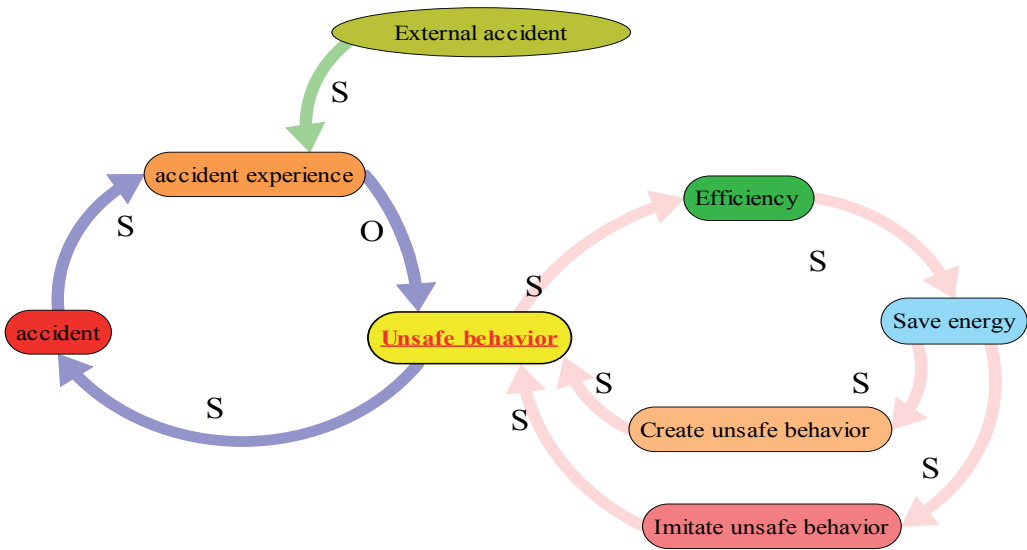 External accident
S
accident experience
S
O
Efficiency
S
S
accident
Unsafe behavior
Save energy
S
S
S
S
Create unsafe behavior
S
Imitate unsafe behavior